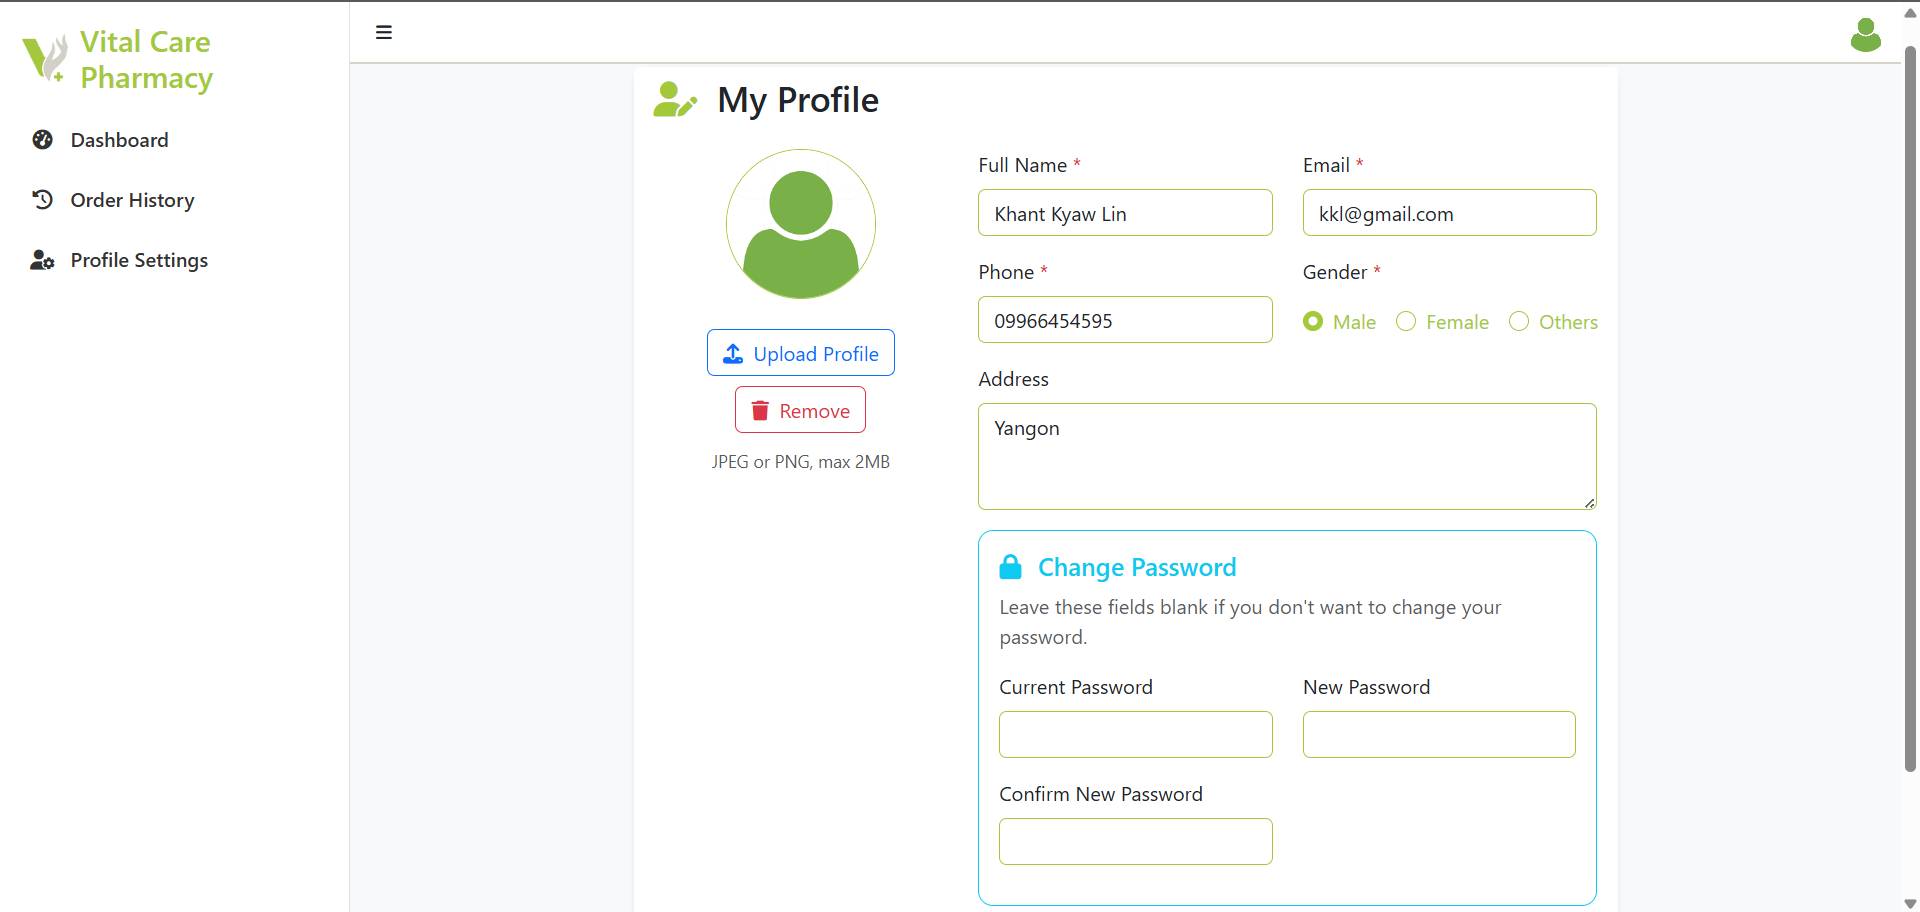 Vital Care
Pharmacy
Dashboard
Order History
Profile Settings
My Profile
Upload Profile
Remove
JPEG or PNG, max 2MB
Full Name *
Email *
Khant Kyaw Lin
kkl@gmail.com
Phone *
Gender *
09966454595
Male
Female
Others
Address
Yangon
Change Password
Leave these fields blank if you don't want to change your
password.
Current Password
New Password
Confirm New Password